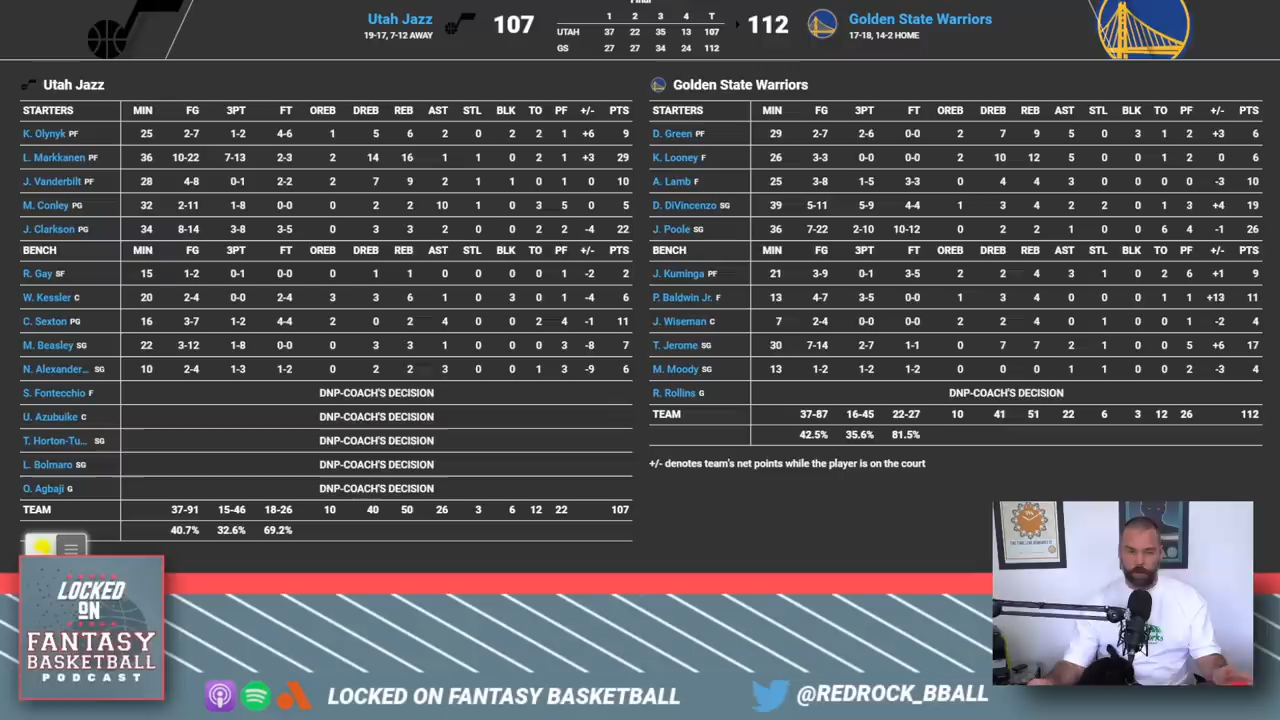 Final
Utah Jazz
19-17, 7-12 AWAY
107
1 2 3 4 T
UTAH 37 22 35 13 107
GS 27 27 34 24 112
112
Golden State Warriors
17-18, 14-2 HOME
Utah Jazz
STARTERS MIN FG 3PT FT OREB DREB REB AST STL BLK TO PF +/- PTS
K. Olynyk PF 25 2-7 1-2 4-6 1 5 6 2 0 2 2 1 +6 9
L. Markkanen PF 36 10-22 7-13 2-3 2 14 16 1 1 0 2 1 +3 29
J. Vanderbilt PF 28 4-8 0-1 2-2 2 7 9 2 1 1 0 1 0 10
M. Conley PG 32 2-11 1-8 0-0 0 2 2 10 1 0 3 5 0 5
J. Clarkson PG 34 8-14 3-8 3-5 0 3 3 2 0 0 2 2 -4 22
BENCH MIN FG 3PT FT OREB DREB REB AST STL BLK TO PF +/- PTS
R. Gay SF 15 1-2 0-1 0-0 0 1 1 0 0 0 0 1 -2 2
W. Kessler C 20 2-4 0-0 2-4 3 3 6 1 0 3 0 1 -4 6
C. Sexton PG 16 3-7 1-2 4-4 2 0 2 4 0 0 2 4 -1 11
M. Beasley SG 22 3-12 1-8 0-0 0 3 3 1 0 0 0 3 -8 7
N. Alexander... SG 10 2-4 1-3 1-2 0 2 2 3 0 0 1 3 -9 6
S. Fontecchio F DNP-COACH'S DECISION
U. Azubuike C DNP-COACH'S DECISION
T. Horton-Tu... SG DNP-COACH'S DECISION
L. Bolmaro SG DNP-COACH'S DECISION
O. Agbaji G DNP-COACH'S DECISION
TEAM 37-91 15-46 18-26 10 40 50 26 3 6 12 22 107
40.7% 32.6% 69.2%
Golden State Warriors
STARTERS MIN FG 3PT FT OREB DREB REB AST STL BLK TO PF +/- PTS
D. Green PF 29 2-7 2-6 0-0 2 7 9 5 0 3 1 2 +3 6
K. Looney F 26 3-3 0-0 0-0 2 10 12 5 0 0 1 2 0 6
A. Lamb F 25 3-8 1-5 3-3 0 4 4 3 0 0 0 0 -3 10
D. DiVincenzo SG 39 5-11 5-9 4-4 1 3 4 2 2 0 1 3 +4 19
J. Poole SG 36 7-22 2-10 10-12 0 2 2 1 0 0 6 4 -1 26
BENCH MIN FG 3PT FT OREB DREB REB AST STL BLK TO PF +/- PTS
J. Kuminga PF 21 3-9 0-1 3-5 2 2 4 3 1 0 2 6 +1 9
P. Baldwin Jr. F 13 4-7 3-5 0-0 1 3 4 0 0 0 1 1 +13 11
J. Wiseman C 7 2-4 0-0 0-0 2 2 4 0 1 0 0 1 -2 4
T. Jerome SG 30 7-14 2-7 1-1 0 7 7 2 1 0 0 5 +6 17
M. Moody SG 13 1-2 1-2 1-2 0 0 0 1 1 0 0 2 -3 4
R. Rollins G DNP-COACH'S DECISION
TEAM 37-87 16-45 22-27 10 41 51 22 6 3 12 26 112
42.5% 35.6% 81.5%
+/- denotes team's net points while the player is on the court
LOCKED
ON
FANTASY
BASKETBALL
PODCAST
LOCKED ON FANTASY BASKETBALL
@REDROCK_BBALL